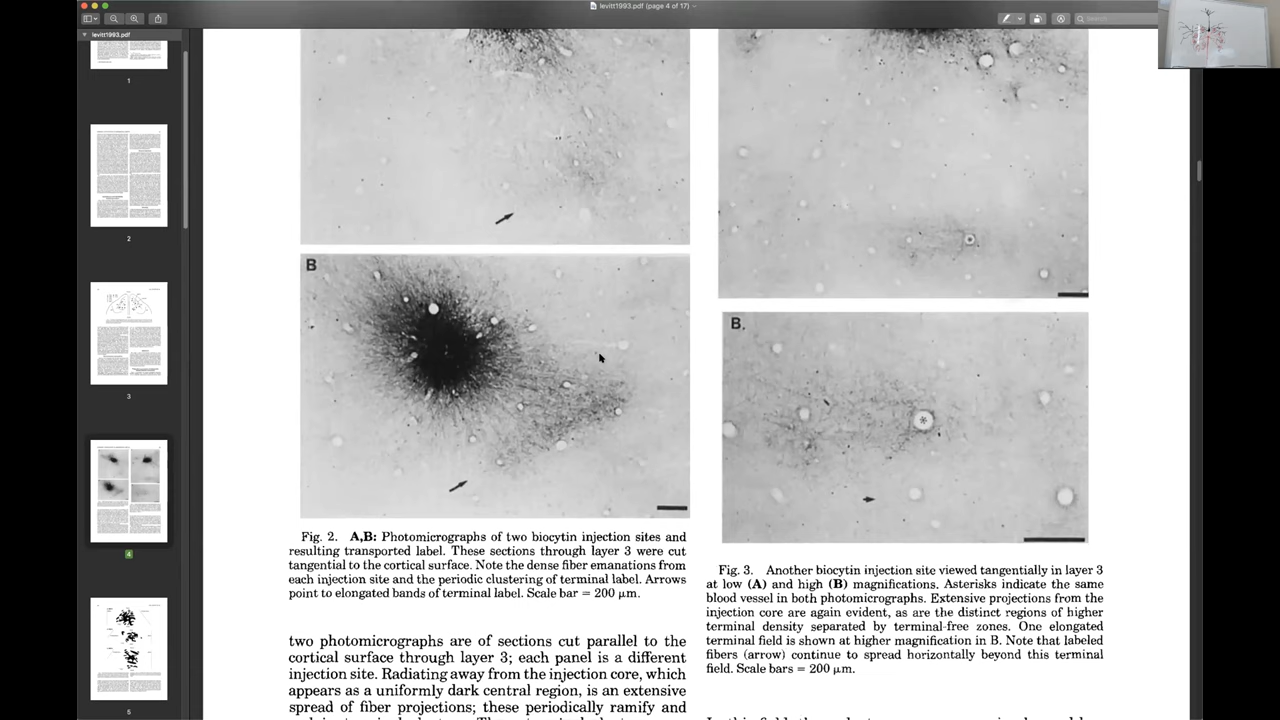 levitt1993.pdf (page 4 of 17)
Search
levitt1993.pdf
1
2
3
4
5
B
B.
Fig. 2. A,B: Photomicrographs of two biocytin injection sites and
resulting transported label. These sections through layer 3 were cut
tangential to the cortical surface. Note the dense fiber emanations from
each injection site and the periodic clustering of terminal label. Arrows
point to elongated bands of terminal label. Scale bar = 200 μm.
two photomicrographs are of sections cut parallel to the
cortical surface through layer 3; each panel is a different
injection site. Radiating away from the injection core, which
appears as a uniformly dark central region, is an extensive
spread of fiber projections; these periodically ramify and
Fig. 3. Another biocytin injection site viewed tangentially in layer 3
at low (A) and high (B) magnifications. Asterisks indicate the same
blood vessel in both photomicrographs. Extensive projections from the
injection core are again evident, as are the distinct regions of higher
terminal density separated by terminal-free zones. One elongated
terminal field is shown at higher magnification in B. Note that labeled
fibers (arrow) continue to spread horizontally beyond this terminal
field. Scale bars = 200 μm.